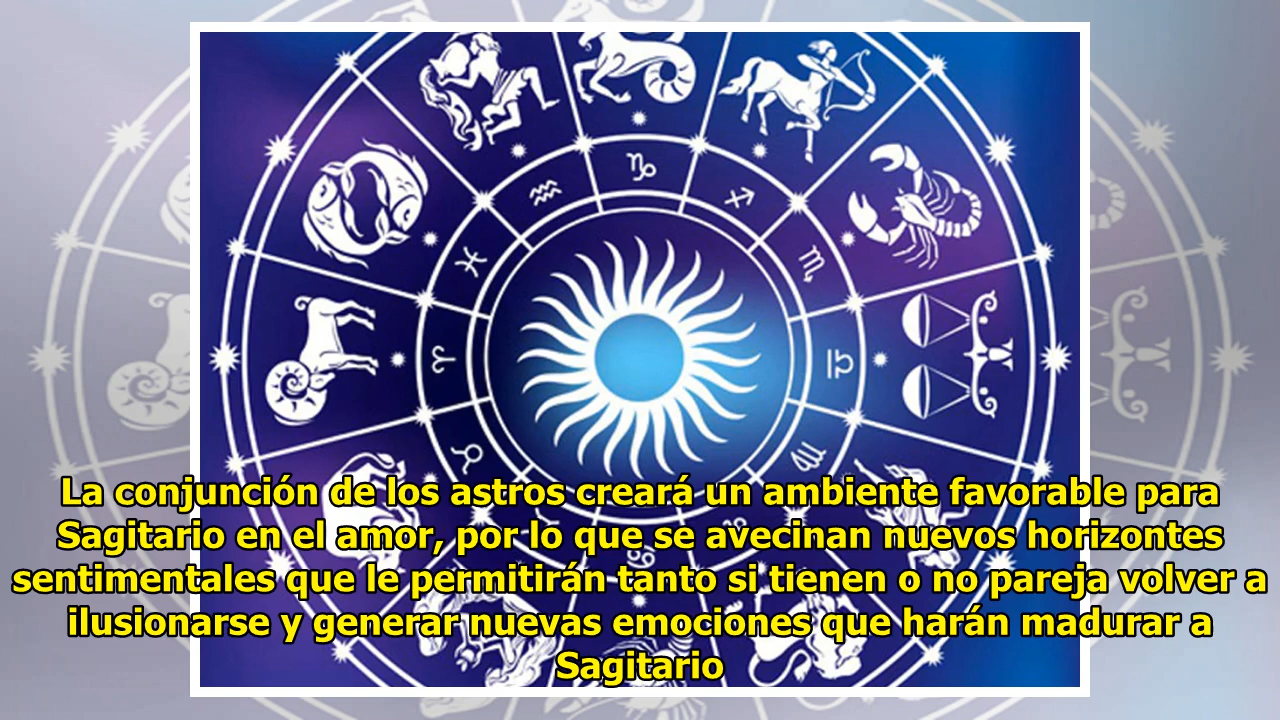 La conjunción de los astros creará un ambiente favorable para
Sagitario en el amor, por lo que se avecinan nuevos horizontes
sentimentales que le permitirán tanto si tienen o no pareja volver a
ilusionarse y generar nuevas emociones que harán madurar a
Sagitario